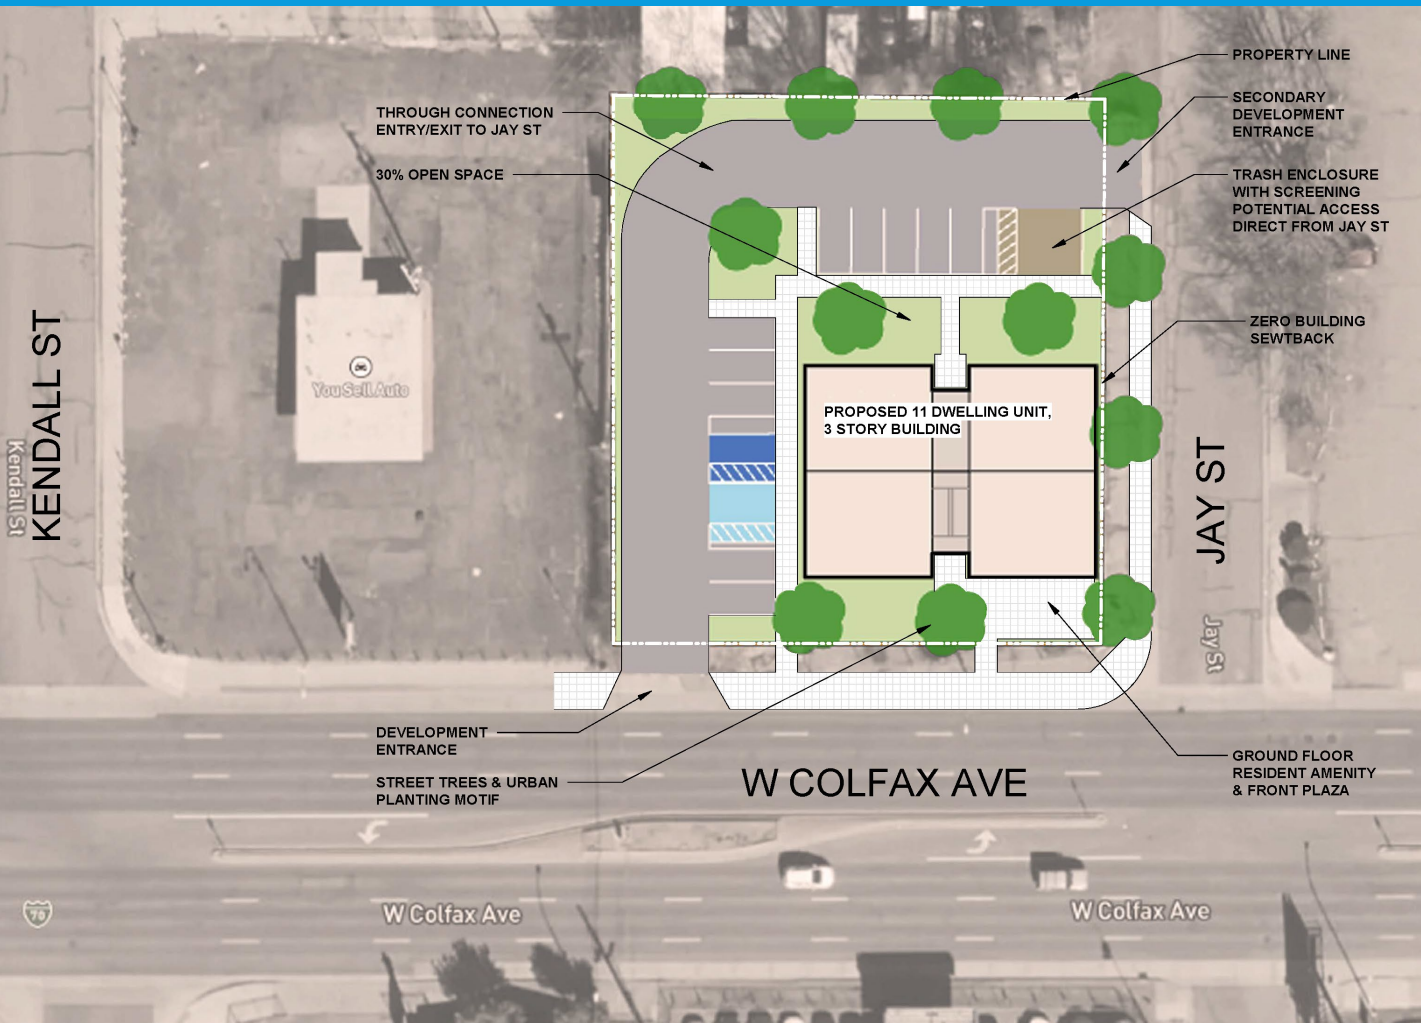 PROPERTY LINE
THROUGH CONNECTION
ENTRY/EXIT TO JAY ST
SECONDARY
DEVELOPMENT
ENTRANCE
30% OPEN SPACE
TRASH ENCLOSURE
WITH SCREENING
POTENTIAL ACCESS
DIRECT FROM JAY ST
ZERO BUILDING
SEWTBACK
KENDALL ST
Kendall St
You Sell Auto
PROPOSED 11 DWELLING UNIT,
3 STORY BUILDING
JAY ST
Jay St
DEVELOPMENT
ENTRANCE
STREET TREES & URBAN
PLANTING MOTIF
W COLFAX AVE
GROUND FLOOR
RESIDENT AMENITY
& FRONT PLAZA
70
W Colfax Ave
W Colfax Ave